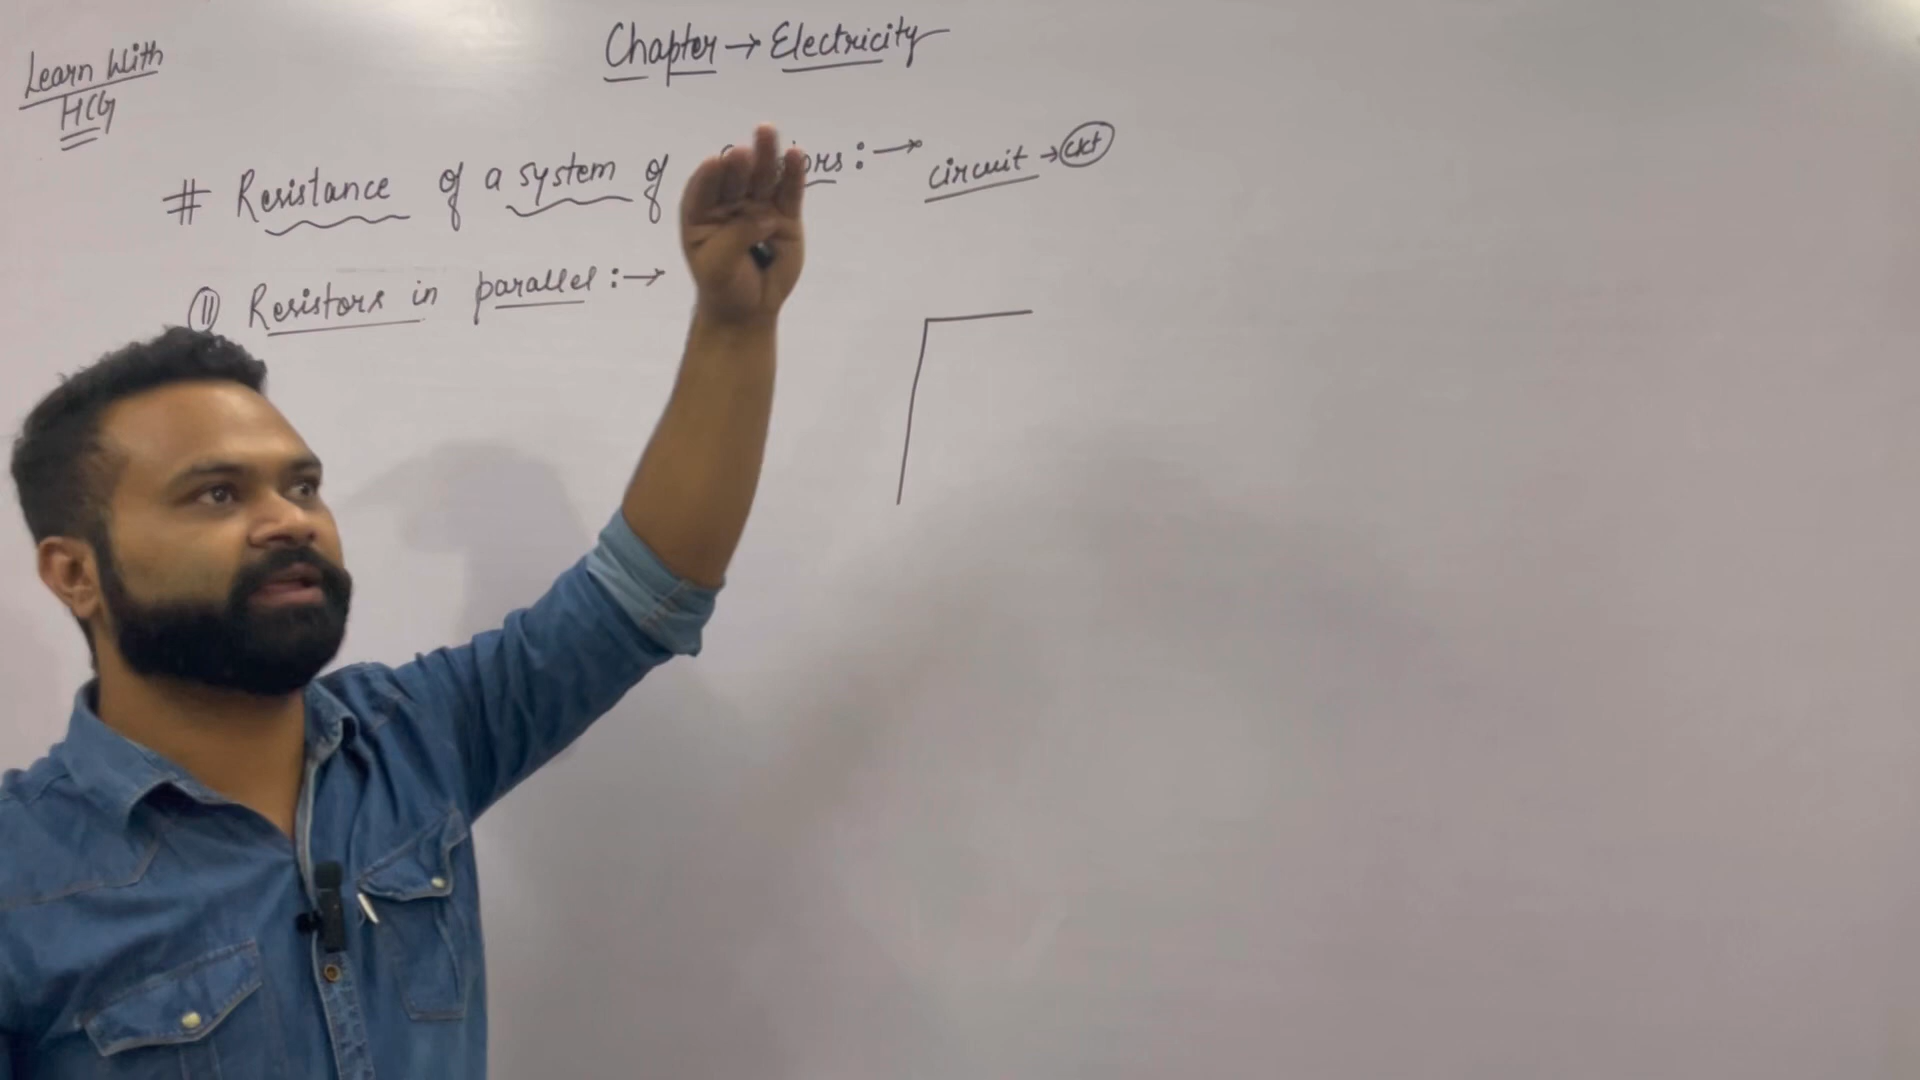 Chapter → Electricity
Learn With
HCG
# Resistance of a system of :→ circuit → ckt
(II) Resistors in parallel :→